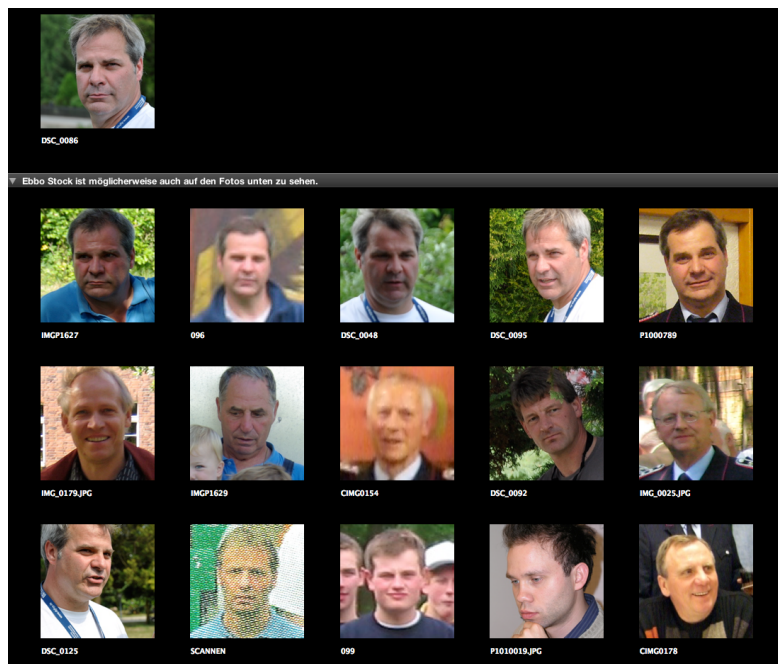 DSC_0086
Ebbo Stock ist möglicherweise auch auf den Fotos unten zu sehen.
IMGP1627 096 DSC_0048 DSC_0095 P1000789
IMG_0179.JPG IMGP1629 CIMG0154 DSC_0092 IMG_0025.JPG
DSC_0125 SCANNEN 099 P1010019.JPG CIMG0178